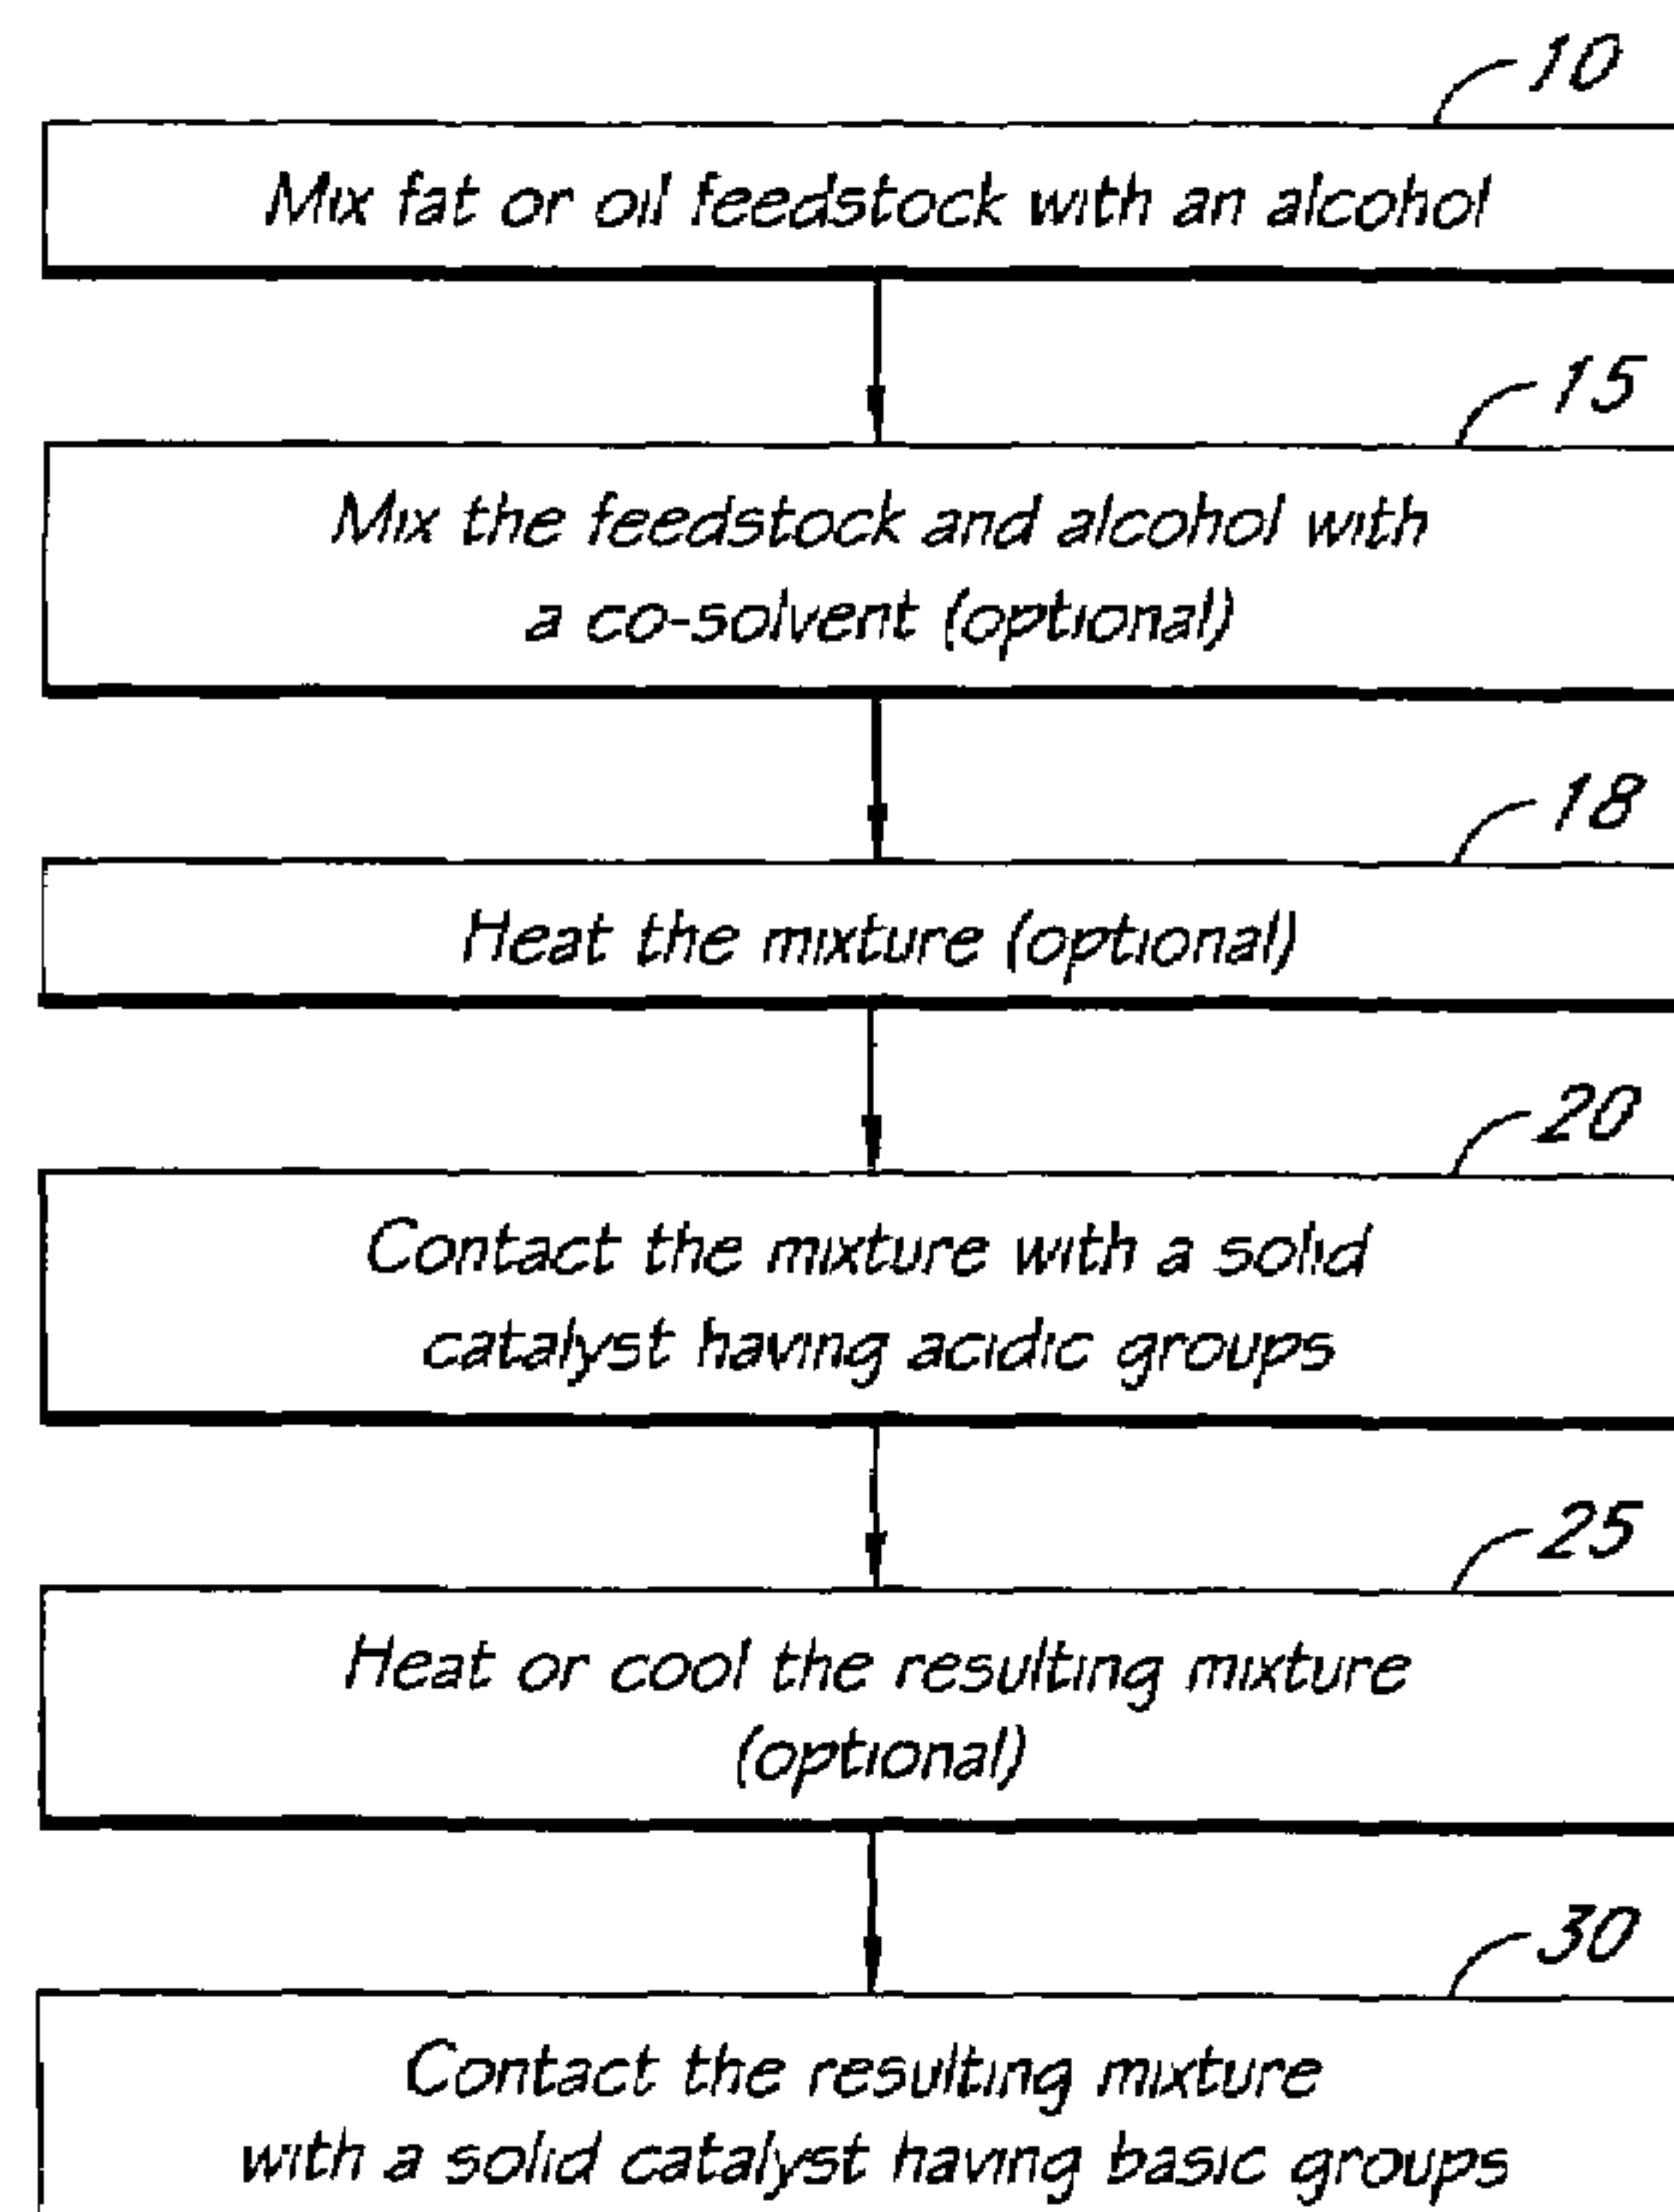 10
Mix fat or oil feedstock with an alcohol
15
Mix the feedstock and alcohol with
a co-solvent (optional)
18
Heat the mixture (optional)
20
Contact the mixture with a solid
catalyst having acidic groups
25
Heat or cool the resulting mixture
(optional)
30
Contact the resulting mixture
with a solid catalyst having basic groups